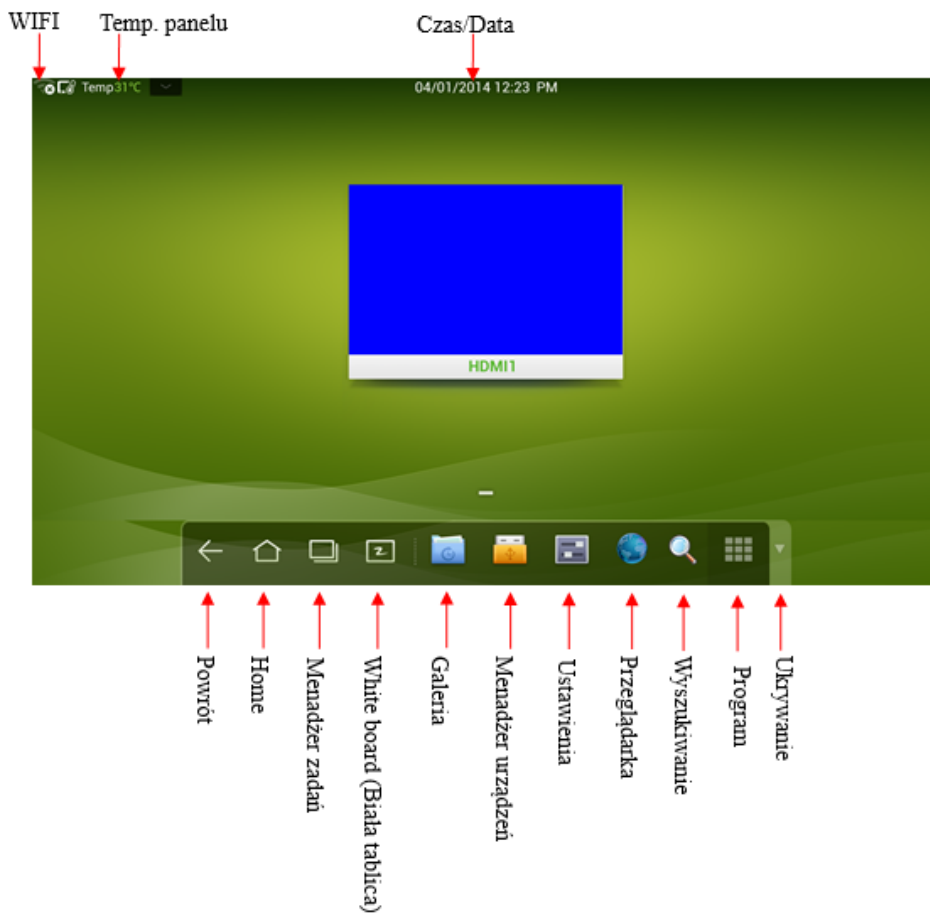 WIFI
Temp. panelu
Czas/Data
Temp31°C
04/01/2014 12:23 PM
HDMI1
Powrót
Home
Menadżer zadań
White board (Biała tablica)
Galeria
Menadżer urządzeń
Ustawienia
Przeglądarka
Wyszukiwanie
Program
Ukrywanie